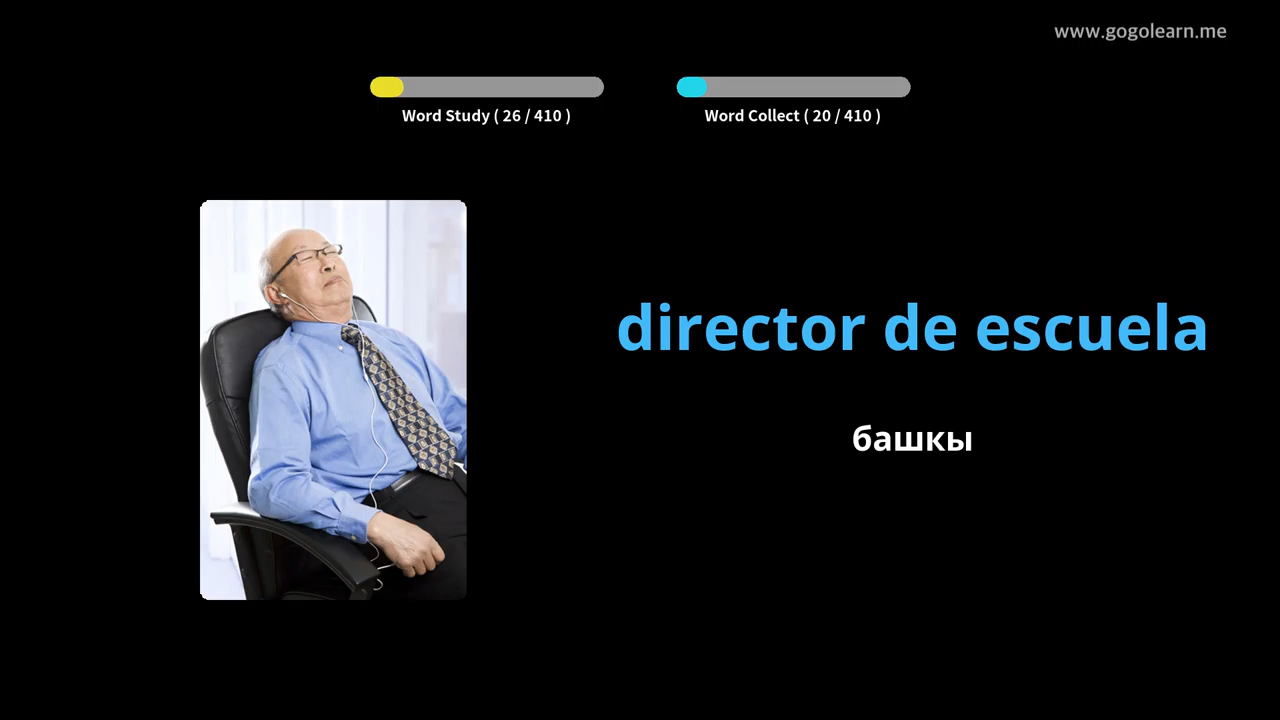 www.gogolearn.me
Word Study ( 26 / 410 )
Word Collect ( 20 / 410 )
director de escuela
башкы